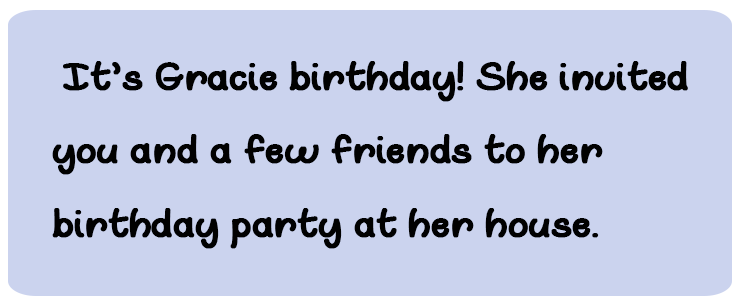 It's Gracie birthday! She invited
you and a few friends to her
birthday party at her house.